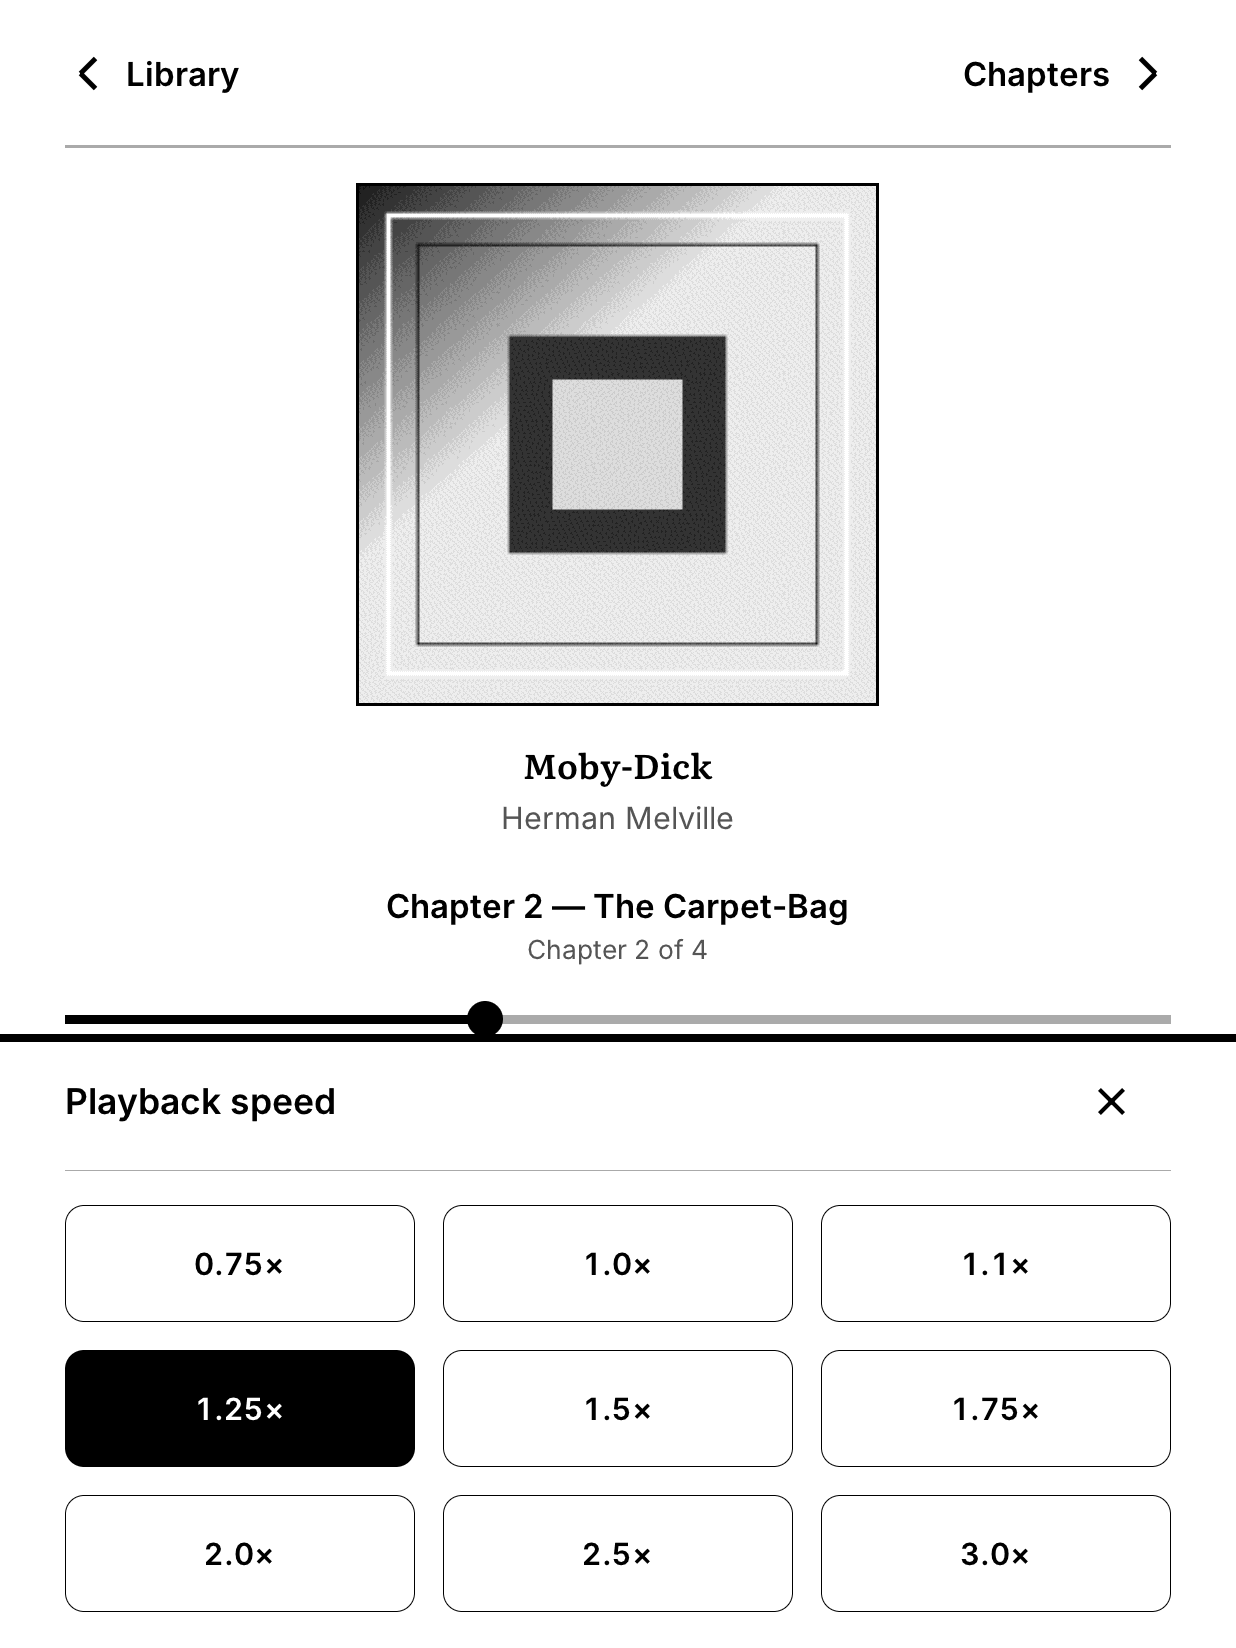 Library
Chapters
Moby-Dick
Herman Melville
Chapter 2 — The Carpet-Bag
Chapter 2 of 4
Playback speed
0.75×
1.0×
1.1×
1.25×
1.5×
1.75×
2.0×
2.5×
3.0×